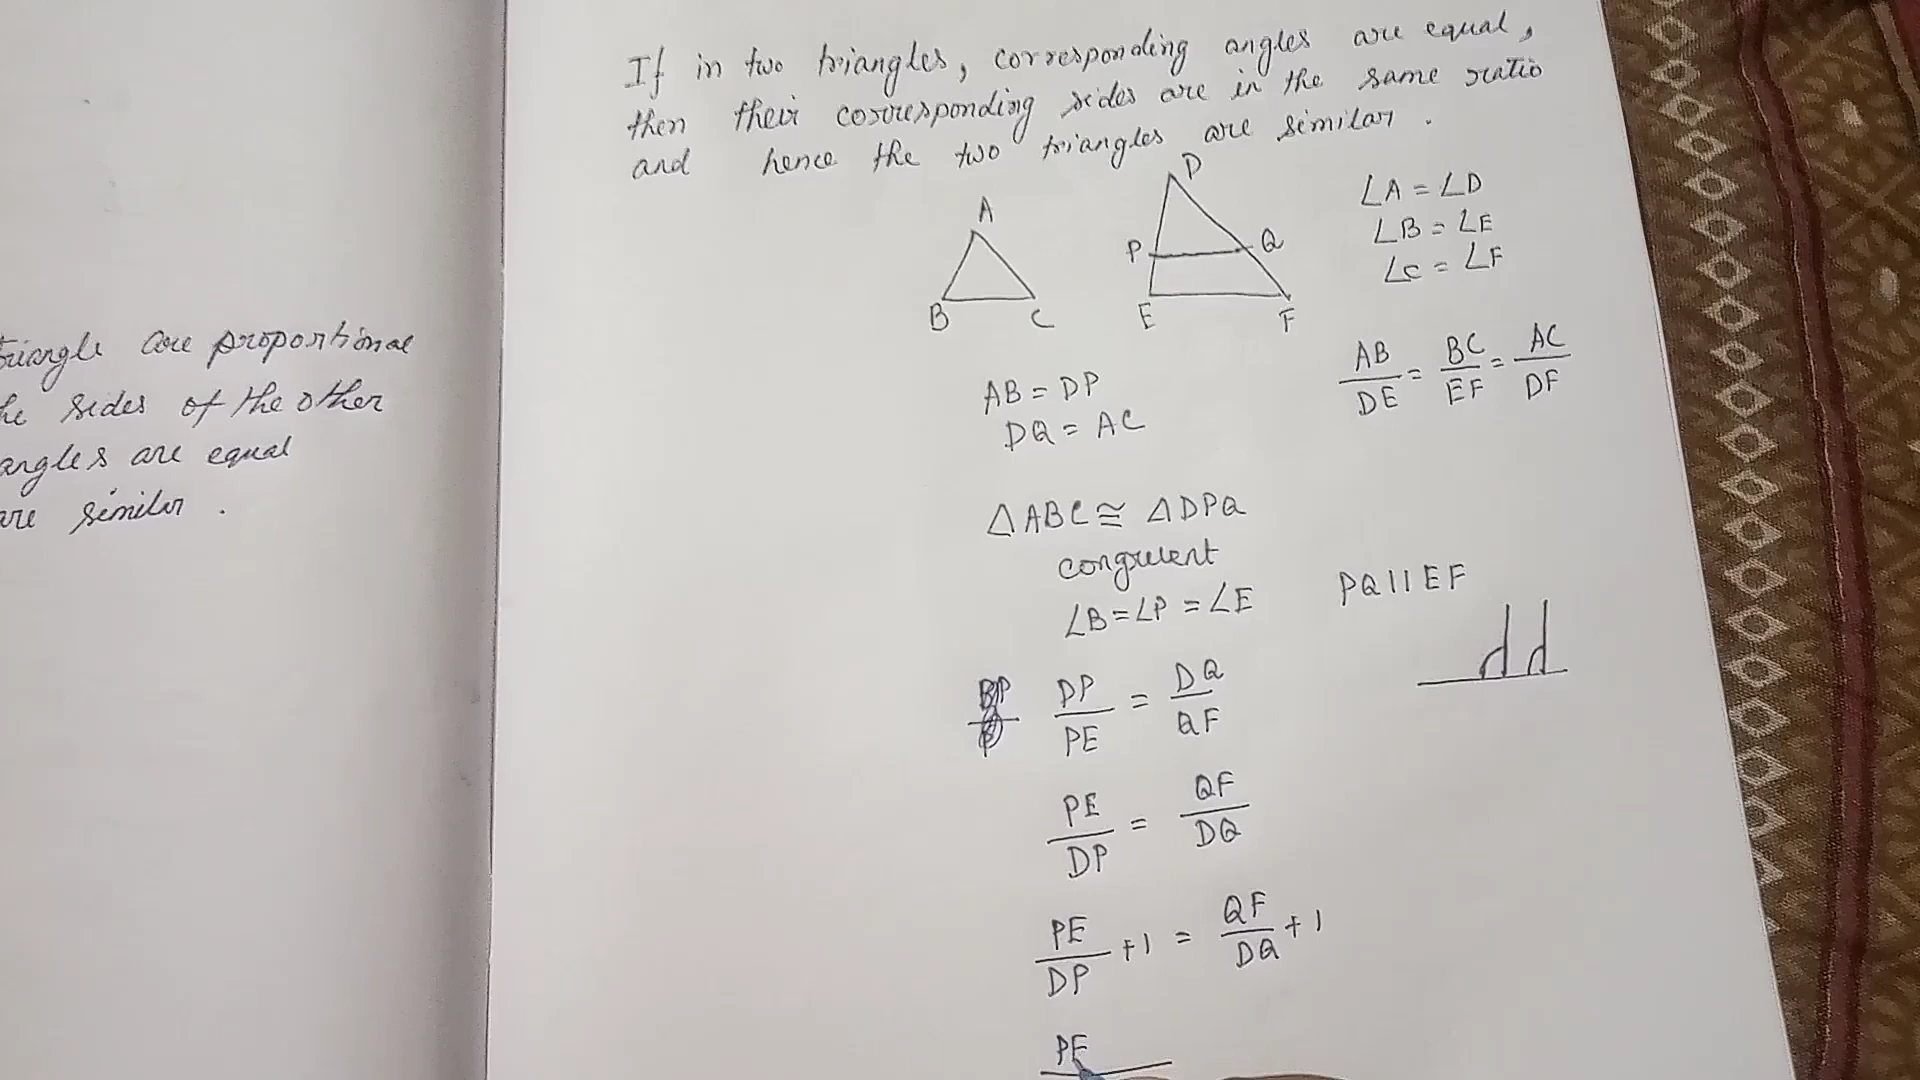 If in two triangles, corresponding angles are equal,
then their corresponding sides are in the same ratio
and hence the two triangles are similar.
triangle are proportional
sides of the other
angles are equal
are similar.
A
B C
D
P Q
E F
∠A = ∠D
∠B = ∠E
∠C = ∠F
AB/DE = BC/EF = AC/DF
AB = DP
DQ = AC
△ABC ≅ △DPQ
congruent
∠B = ∠P = ∠E
PQ || EF
DP/PE = DQ/QF
PE/DP = QF/DQ
PE/DP + 1 = QF/DQ + 1
PE